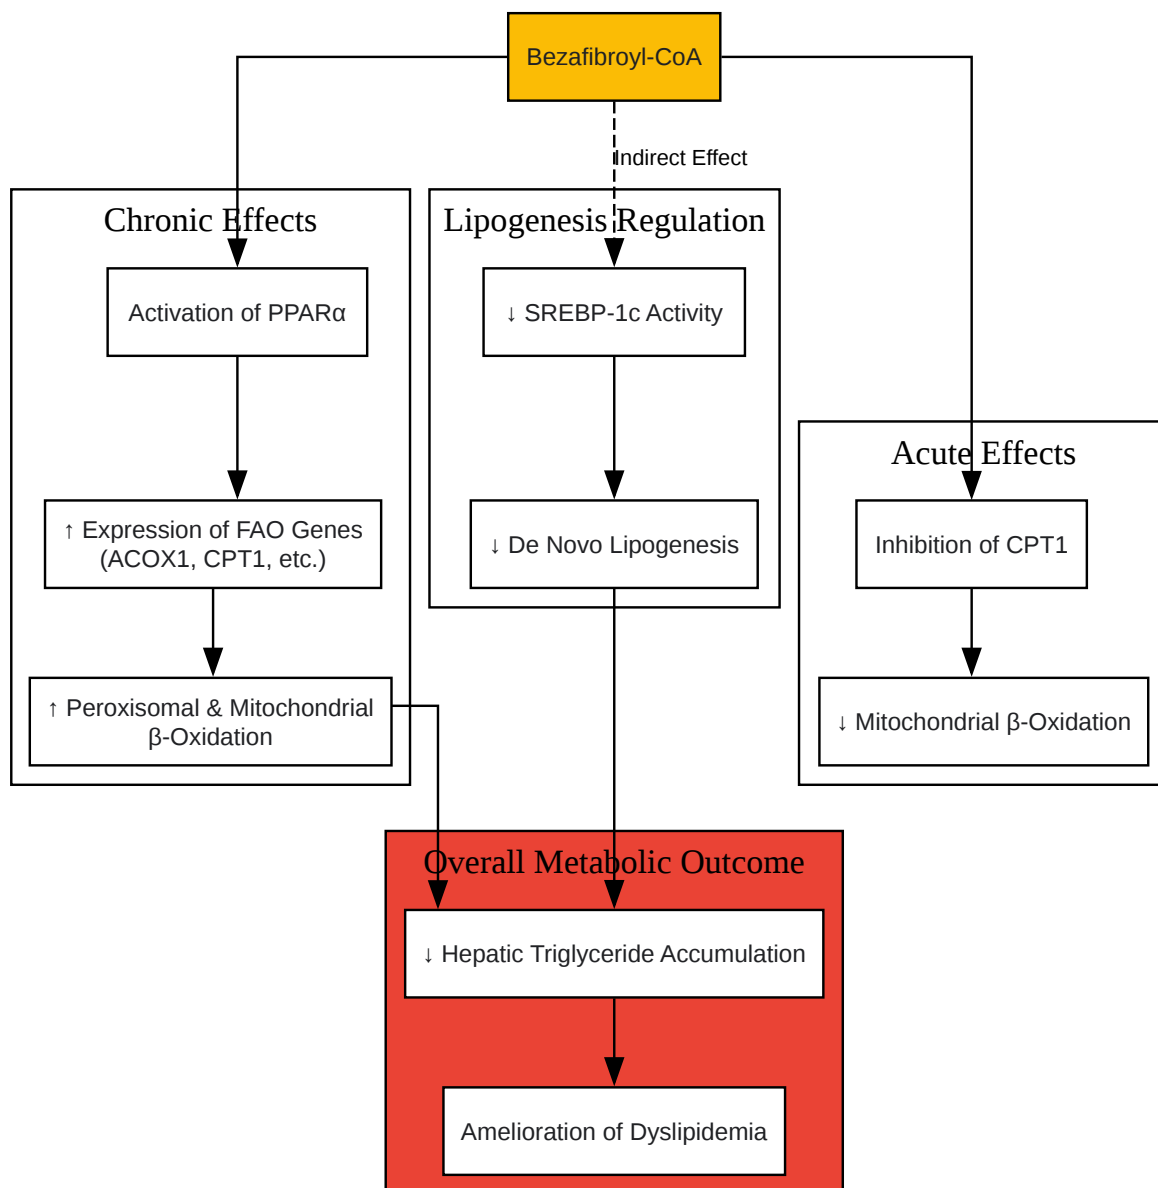 Bezafibroyl-CoA
Indirect Effect
Chronic Effects
Activation of PPARα
↑ Expression of FAO Genes
(ACOX1, CPT1, etc.)
↑ Peroxisomal & Mitochondrial
β-Oxidation
Lipogenesis Regulation
↓ SREBP-1c Activity
↓ De Novo Lipogenesis
Acute Effects
Inhibition of CPT1
↓ Mitochondrial β-Oxidation
Overall Metabolic Outcome
↓ Hepatic Triglyceride Accumulation
Amelioration of Dyslipidemia